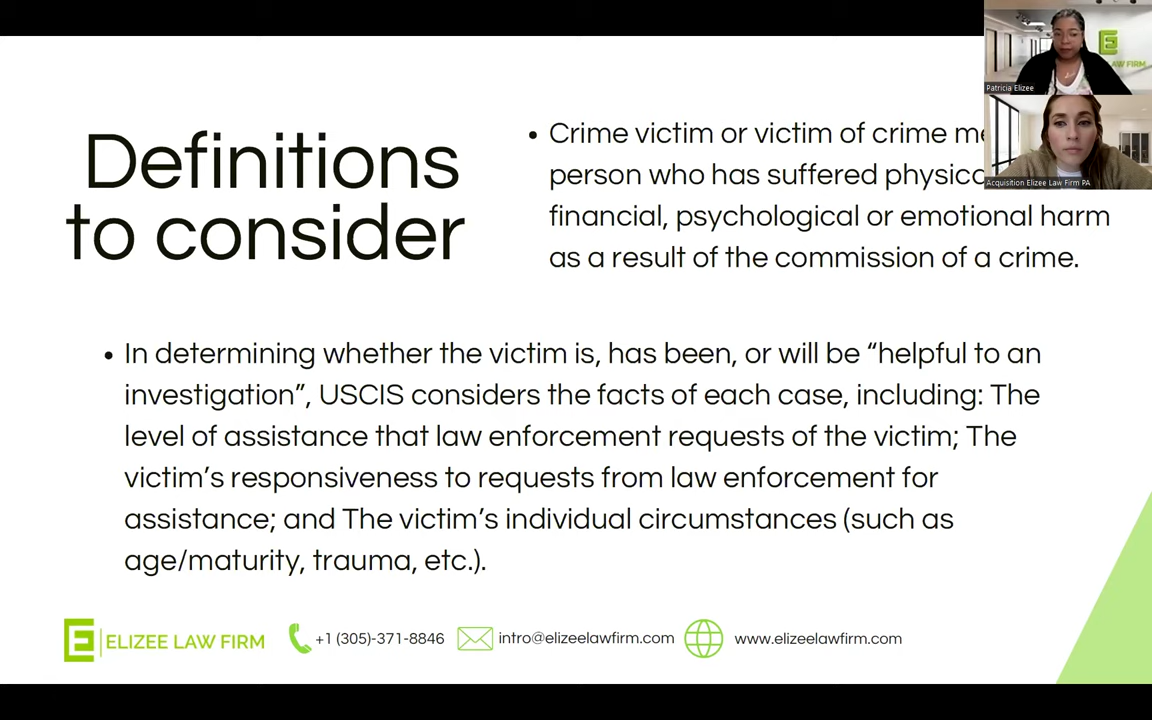 Definitions
to consider
• Crime victim or victim of crime
person who has suffered
financial, psychological or emotional harm
as a result of the commission of a crime.
• In determining whether the victim is, has been, or will be “helpful to an
investigation”, USCIS considers the facts of each case, including: The
level of assistance that law enforcement requests of the victim; The
victim’s responsiveness to requests from law enforcement for
assistance; and The victim’s individual circumstances (such as
age/maturity, trauma, etc.).
E ELIZEE LAW FIRM
+1 (305)-371-8846
intro@elizeelawfirm.com
www.elizeelawfirm.com
E
LAW FIRM
Patricia Elizee
Acquisition Elizee Law Firm PA